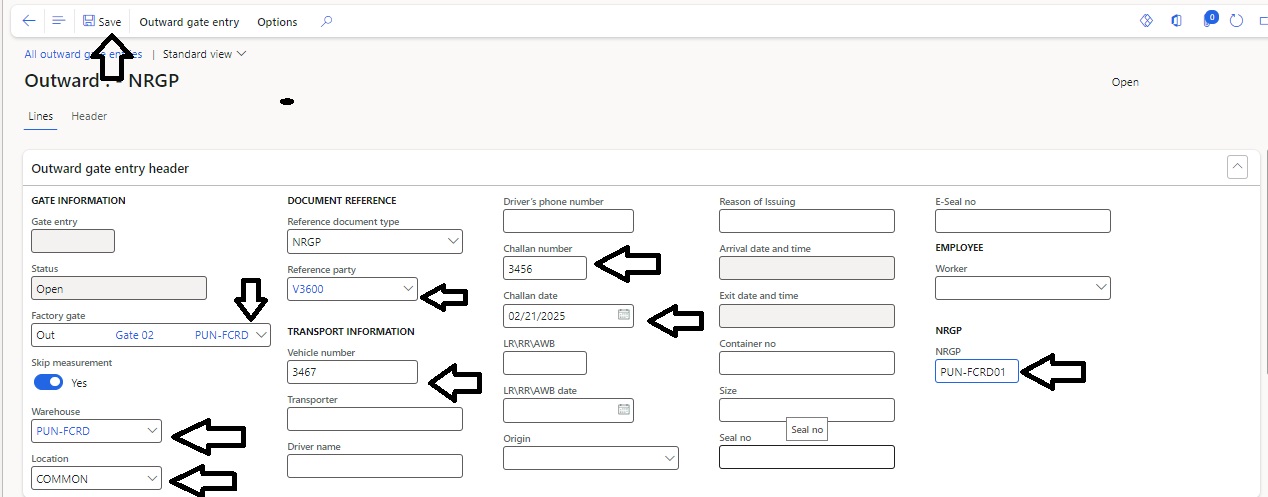 Save Outward gate entry Options 0
All outward gate entries | Standard view
Outward : - NRGP
Open
Lines Header
Outward gate entry header
GATE INFORMATION
Gate entry
Status
Open
Factory gate
Out Gate 02 PUN-FCRD
Skip measurement
Yes
Warehouse
PUN-FCRD
Location
COMMON
DOCUMENT REFERENCE
Reference document type
NRGP
Reference party
V3600
TRANSPORT INFORMATION
Vehicle number
3467
Transporter
Driver name
Driver's phone number
Challan number
3456
Challan date
02/21/2025
LR\RR\AWB
LR\RR\AWB date
Origin
Reason of Issuing
Arrival date and time
Exit date and time
Container no
Size
Seal no
Seal no
E-Seal no
EMPLOYEE
Worker
NRGP
NRGP
PUN-FCRD01